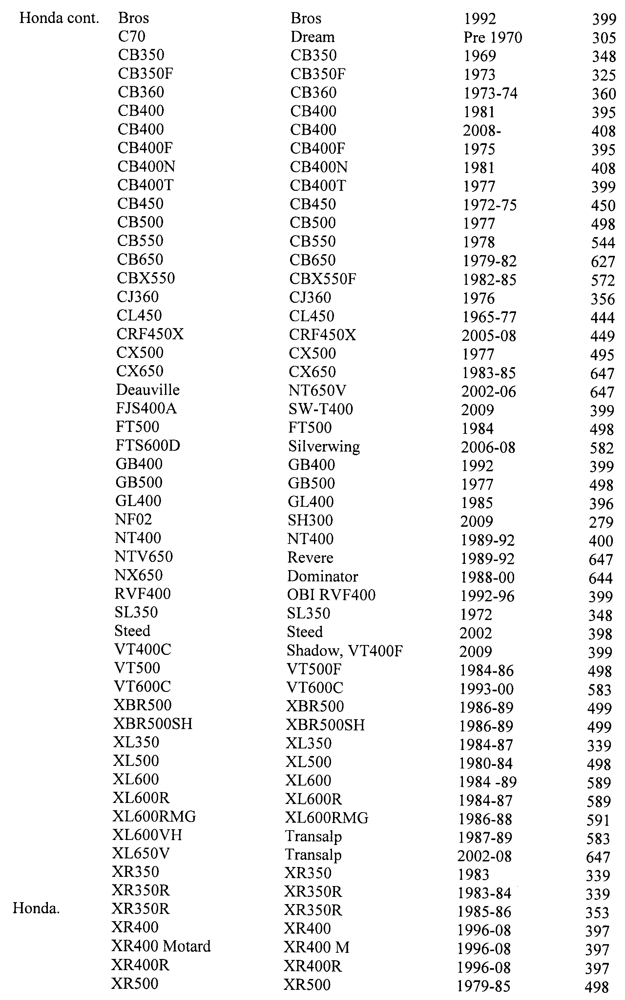 Honda cont. Bros Bros 1992 399
C70 Dream Pre 1970 305
CB350 CB350 1969 348
CB350F CB350F 1973 325
CB360 CB360 1973-74 360
CB400 CB400 1981 395
CB400 CB400 2008- 408
CB400F CB400F 1975 395
CB400N CB400N 1981 408
CB400T CB400T 1977 399
CB450 CB450 1972-75 450
CB500 CB500 1977 498
CB550 CB550 1978 544
CB650 CB650 1979-82 627
CBX550 CBX550F 1982-85 572
CJ360 CJ360 1976 356
CL450 CL450 1965-77 444
CRF450X CRF450X 2005-08 449
CX500 CX500 1977 495
CX650 CX650 1983-85 647
Deauville NT650V 2002-06 647
FJS400A SW-T400 2009 399
FT500 FT500 1984 498
FTS600D Silverwing 2006-08 582
GB400 GB400 1992 399
GB500 GB500 1977 498
GL400 GL400 1985 396
NF02 SH300 2009 279
NT400 NT400 1989-92 400
NTV650 Revere 1989-92 647
NX650 Dominator 1988-00 644
RVF400 OBI RVF400 1992-96 399
SL350 SL350 1972 348
Steed Steed 2002 398
VT400C Shadow, VT400F 2009 399
VT500 VT500F 1984-86 498
VT600C VT600C 1993-00 583
XBR500 XBR500 1986-89 499
XBR500SH XBR500SH 1986-89 499
XL350 XL350 1984-87 339
XL500 XL500 1980-84 498
XL600 XL600 1984 -89 589
XL600R XL600R 1984-87 589
XL600RMG XL600RMG 1986-88 591
XL600VH Transalp 1987-89 583
XL650V Transalp 2002-08 647
XR350 XR350 1983 339
XR350R XR350R 1983-84 339
Honda. XR350R XR350R 1985-86 353
XR400 XR400 1996-08 397
XR400 Motard XR400 M 1996-08 397
XR400R XR400R 1996-08 397
XR500 XR500 1979-85 498